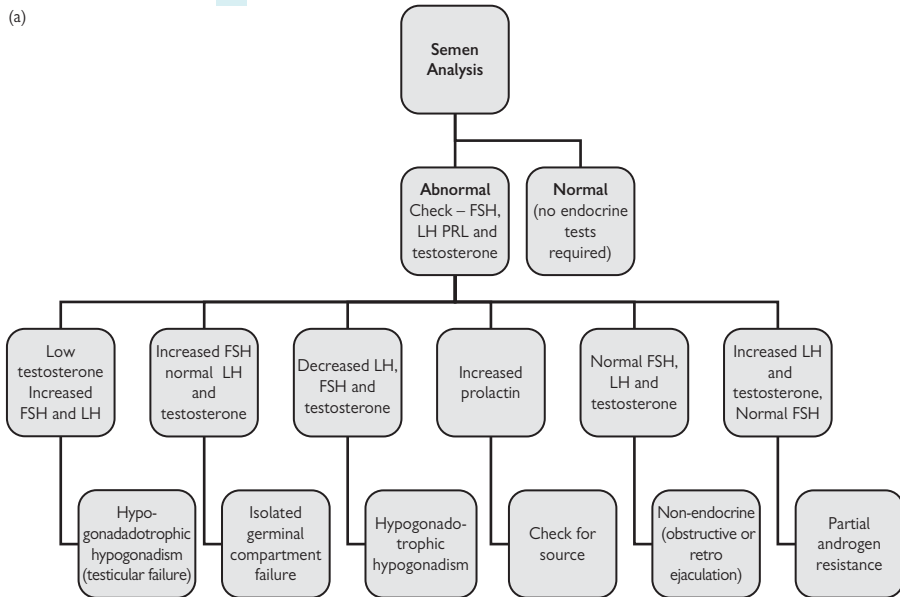 (a)
Semen
Analysis
Abnormal
Check – FSH,
LH PRL and
testosterone
Normal
(no endocrine
tests
required)
Low
testosterone
Increased
FSH and LH
Increased FSH
normal LH
and
testosterone
Decreased LH,
FSH and
testosterone
Increased
prolactin
Normal FSH,
LH and
testosterone
Increased LH
and
testosterone,
Normal FSH
Hypo-
gonadadotrophic
hypogonadism
(testicular failure)
Isolated
germinal
compartment
failure
Hypogonado-
trophic
hypogonadism
Check for
source
Non-endocrine
(obstructive or
retro
ejaculation)
Partial
androgen
resistance